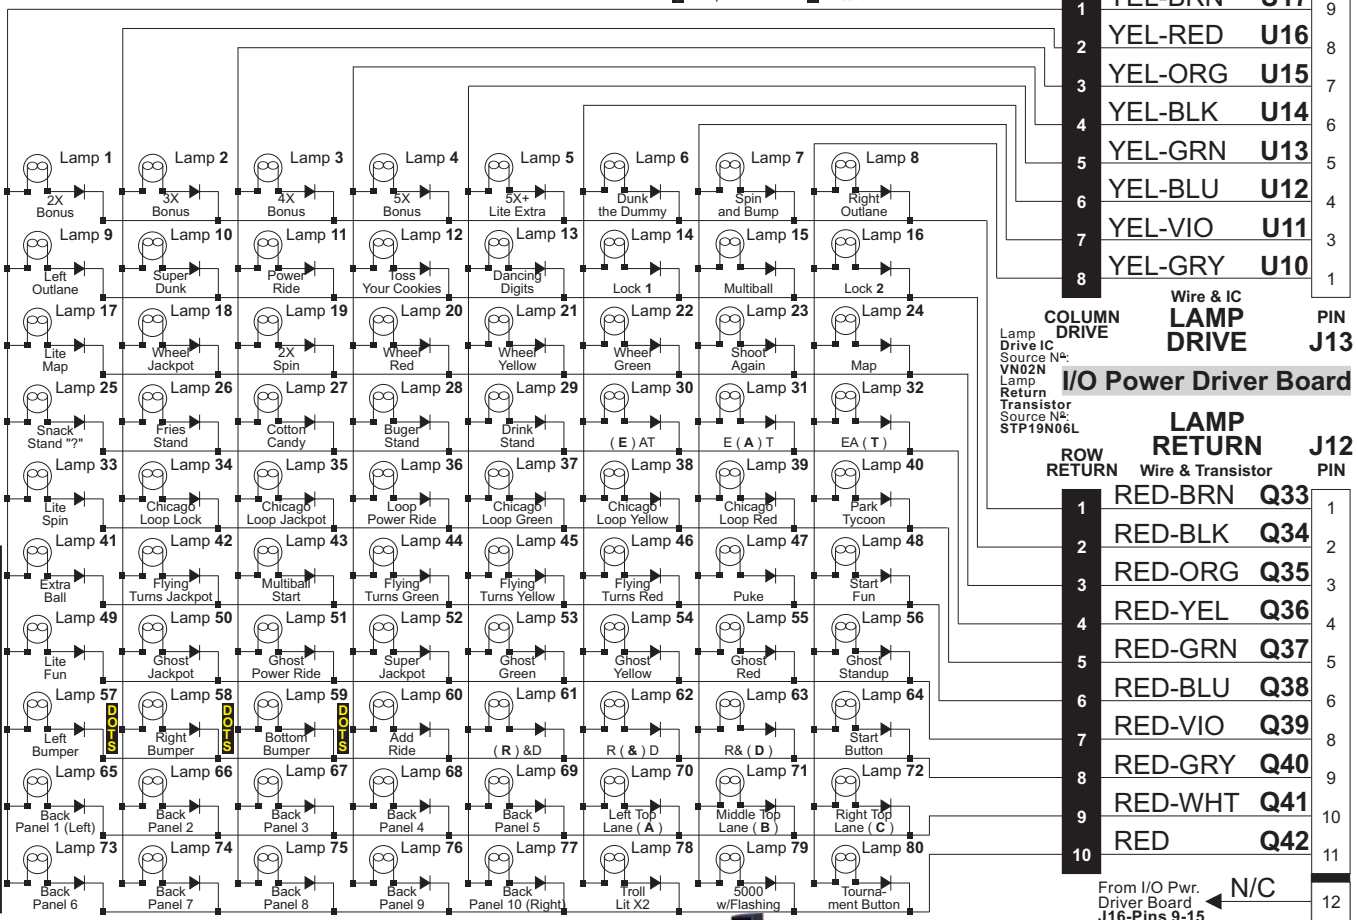 1 YEL-BRN U17 9
2 YEL-RED U16 8
3 YEL-ORG U15 7
4 YEL-BLK U14 6
5 YEL-GRN U13 5
6 YEL-BLU U12 4
7 YEL-VIO U11 3
8 YEL-GRY U10 1
COLUMN DRIVE
Wire & IC
LAMP DRIVE
PIN
J13
Lamp
Drive IC
Source Nº:
VN02N
Lamp
Return
Transistor
Source Nº:
STP19N06L
I/O Power Driver Board
LAMP RETURN
J12
ROW RETURN
Wire & Transistor
PIN
1 RED-BRN Q33 1
2 RED-BLK Q34 2
3 RED-ORG Q35 3
4 RED-YEL Q36 4
5 RED-GRN Q37 5
6 RED-BLU Q38 6
7 RED-VIO Q39 8
8 RED-GRY Q40 9
9 RED-WHT Q41 10
10 RED Q42 11
From I/O Pwr.
Driver Board
J16-Pins 9-15
N/C 12
Lamp 1 Lamp 2 Lamp 3 Lamp 4 Lamp 5 Lamp 6 Lamp 7 Lamp 8
2X 3X 4X 5X 5X+ Dunk Spin Right
Bonus Bonus Bonus Bonus Lite Extra the Dummy and Bump Outlane
Lamp 9 Lamp 10 Lamp 11 Lamp 12 Lamp 13 Lamp 14 Lamp 15 Lamp 16
Left Super Power Toss Dancing
Outlane Dunk Ride Your Cookies Digits Lock 1 Multiball Lock 2
Lamp 17 Lamp 18 Lamp 19 Lamp 20 Lamp 21 Lamp 22 Lamp 23 Lamp 24
Lite Wheel 2X Wheel Wheel Wheel Shoot
Map Jackpot Spin Red Yellow Green Again Map
Lamp 25 Lamp 26 Lamp 27 Lamp 28 Lamp 29 Lamp 30 Lamp 31 Lamp 32
Snack Fries Cotton Buger Drink
Stand "?" Stand Candy Stand Stand ( E ) AT E ( A ) T EA ( T )
Lamp 33 Lamp 34 Lamp 35 Lamp 36 Lamp 37 Lamp 38 Lamp 39 Lamp 40
Lite Chicago Chicago Loop Chicago Chicago Chicago Park
Spin Loop Lock Loop Jackpot Power Ride Loop Green Loop Yellow Loop Red Tycoon
Lamp 41 Lamp 42 Lamp 43 Lamp 44 Lamp 45 Lamp 46 Lamp 47 Lamp 48
Extra Flying Multiball Flying Flying Flying Start
Ball Turns Jackpot Start Turns Green Turns Yellow Turns Red Puke Fun
Lamp 49 Lamp 50 Lamp 51 Lamp 52 Lamp 53 Lamp 54 Lamp 55 Lamp 56
Lite Ghost Ghost Super Ghost Ghost Ghost Ghost
Fun Jackpot Power Ride Jackpot Green Yellow Red Standup
Lamp 57 Lamp 58 Lamp 59 Lamp 60 Lamp 61 Lamp 62 Lamp 63 Lamp 64
DOTS DOTS DOTS
Left Right Bottom Add Start
Bumper Bumper Bumper Ride ( R ) &D R ( & ) D R& ( D ) Button
Lamp 65 Lamp 66 Lamp 67 Lamp 68 Lamp 69 Lamp 70 Lamp 71 Lamp 72
Back Back Back Back Back Left Top Middle Top Right Top
Panel 1 (Left) Panel 2 Panel 3 Panel 4 Panel 5 Lane ( A ) Lane ( B ) Lane ( C )
Lamp 73 Lamp 74 Lamp 75 Lamp 76 Lamp 77 Lamp 78 Lamp 79 Lamp 80
Back Back Back Back Back Troll 5000 Tourna-
Panel 6 Panel 7 Panel 8 Panel 9 Panel 10 (Right) Lit X2 w/Flashing ment Button